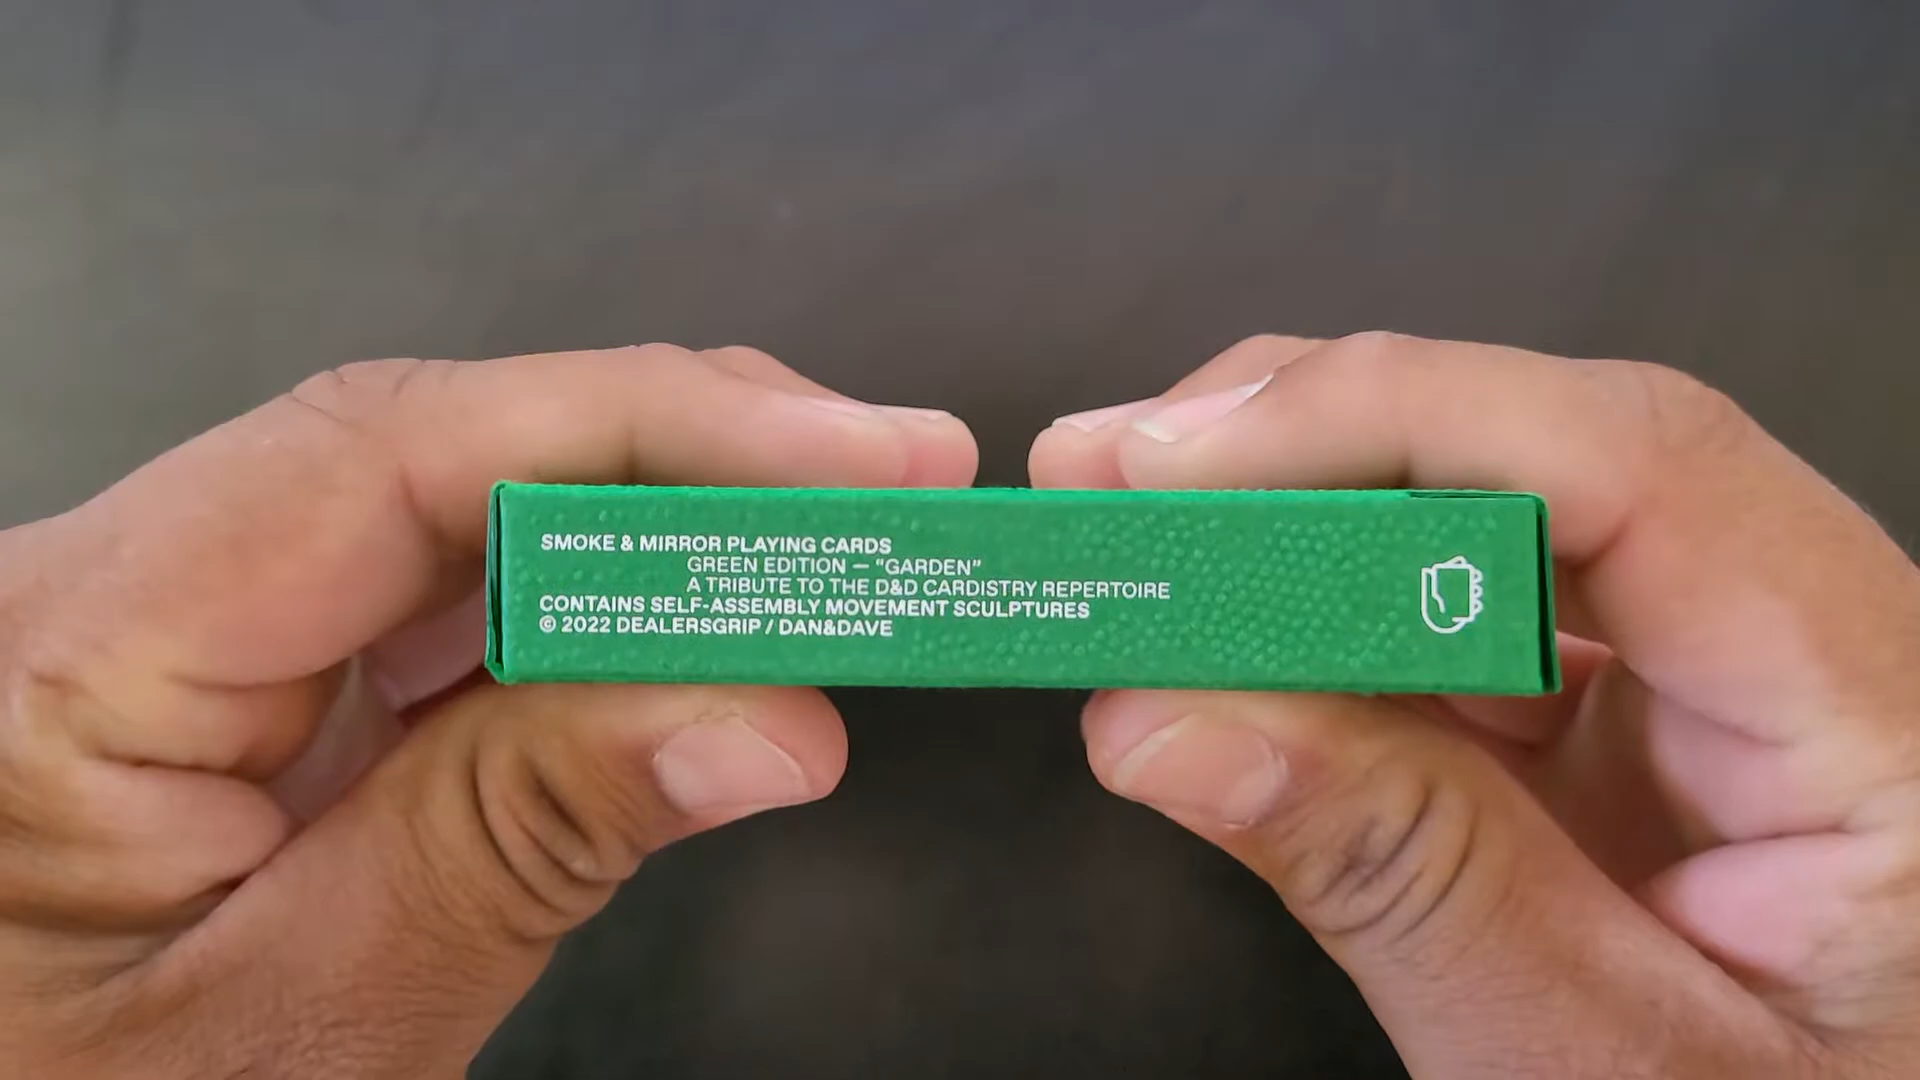 SMOKE & MIRROR PLAYING CARDS
GREEN EDITION — “GARDEN”
A TRIBUTE TO THE D&D CARDISTRY REPERTOIRE
CONTAINS SELF-ASSEMBLY MOVEMENT SCULPTURES
© 2022 DEALERSGRIP / DAN&DAVE